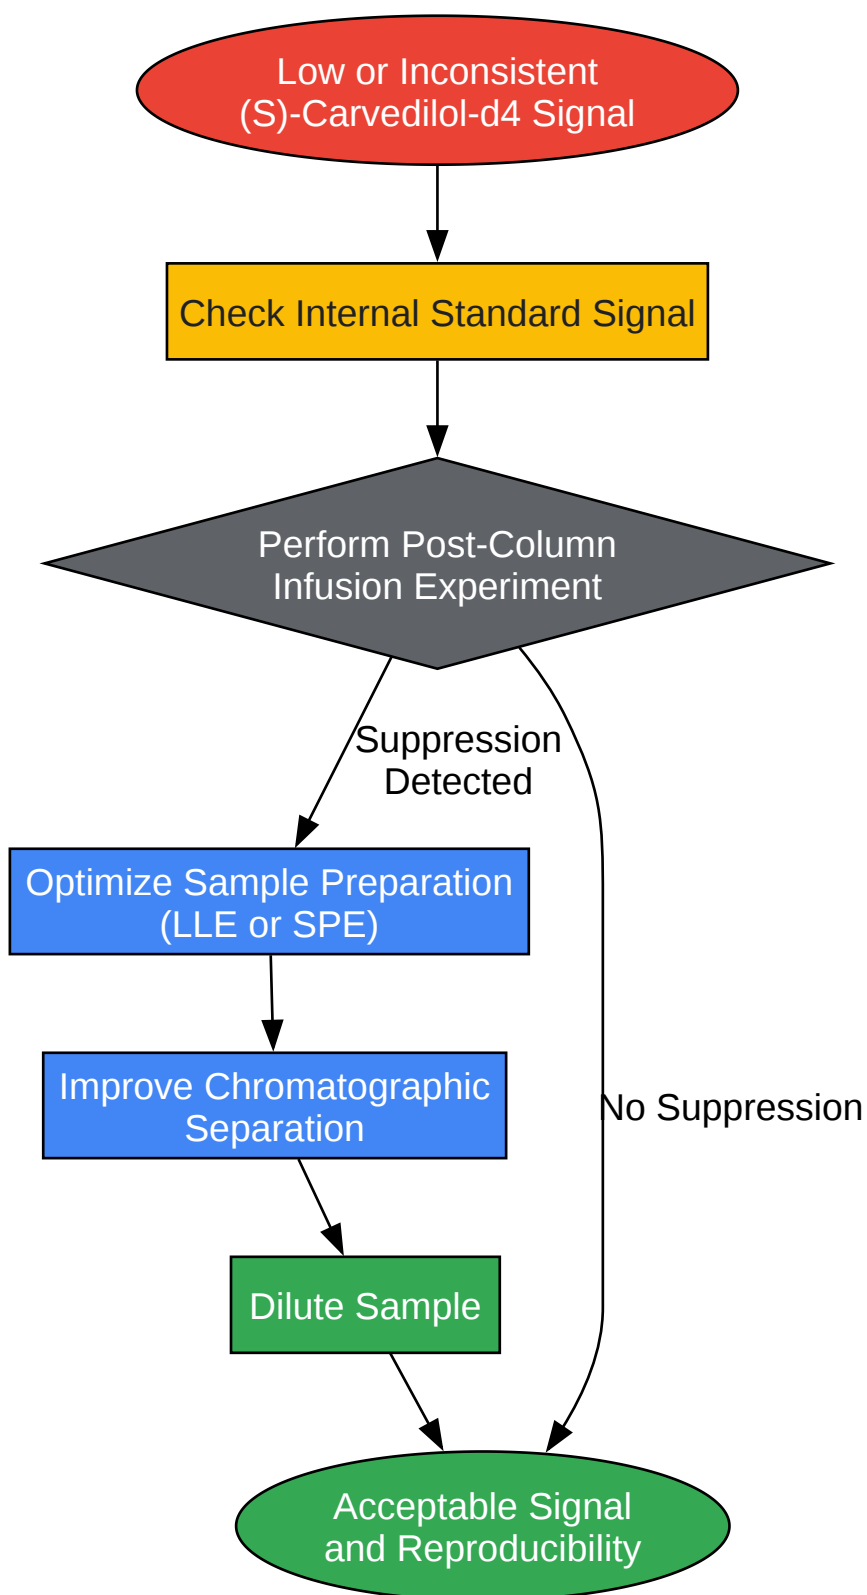 Low or Inconsistent
(S)-Carvedilol-d4 Signal
Check Internal Standard Signal
Perform Post-Column
Infusion Experiment
Suppression
Detected
Optimize Sample Preparation
(LLE or SPE)
Improve Chromatographic
Separation
No Suppression
Dilute Sample
Acceptable Signal
and Reproducibility